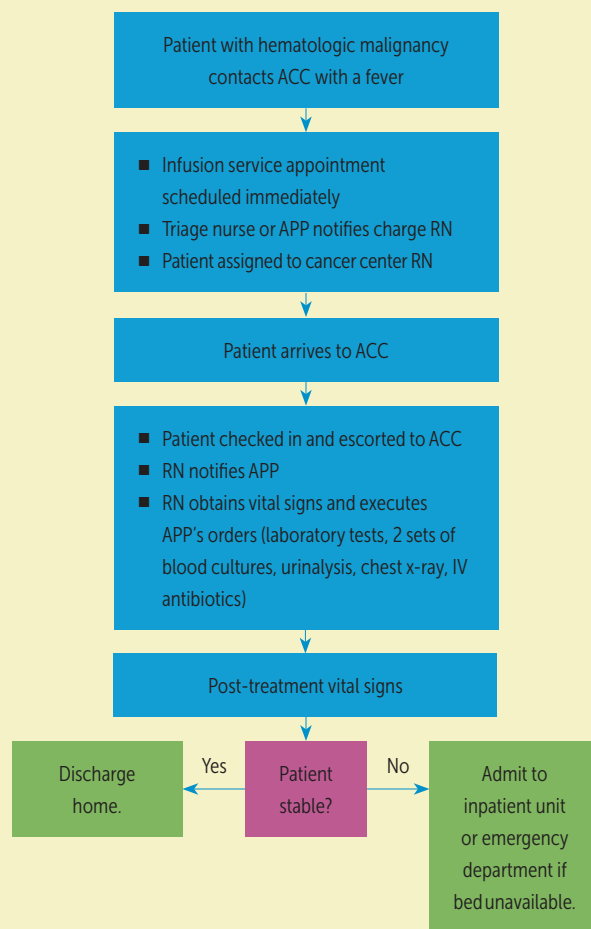 Patient with hematologic malignancy
contacts ACC with a fever
■ Infusion service appointment
scheduled immediately
■ Triage nurse or APP notifies charge RN
■ Patient assigned to cancer center RN
Patient arrives to ACC
■ Patient checked in and escorted to ACC
■ RN notifies APP
■ RN obtains vital signs and executes
APP's orders (laboratory tests, 2 sets of
blood cultures, urinalysis, chest x-ray, IV
antibiotics)
Post-treatment vital signs
Discharge
home.
Yes
Patient
stable?
No
Admit to
inpatient unit
or emergency
department if
bed unavailable.